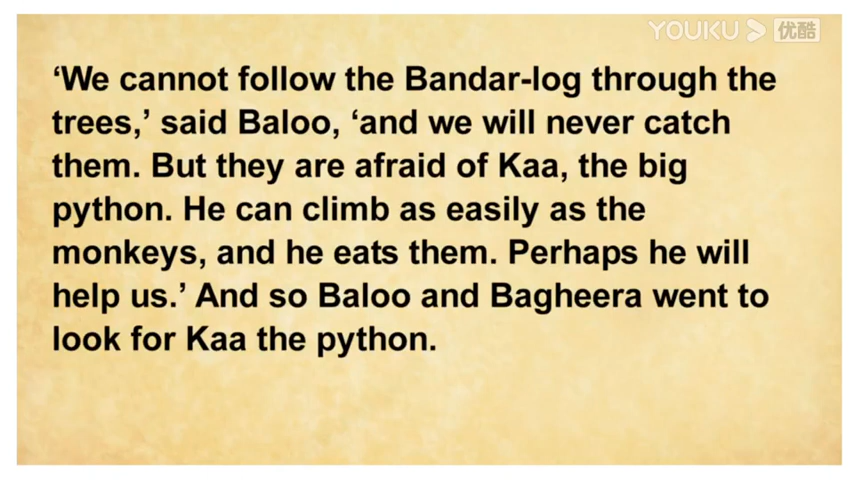 YOUKU 优酷
‘We cannot follow the Bandar-log through the
trees,’ said Baloo, ‘and we will never catch
them. But they are afraid of Kaa, the big
python. He can climb as easily as the
monkeys, and he eats them. Perhaps he will
help us.’ And so Baloo and Bagheera went to
look for Kaa the python.